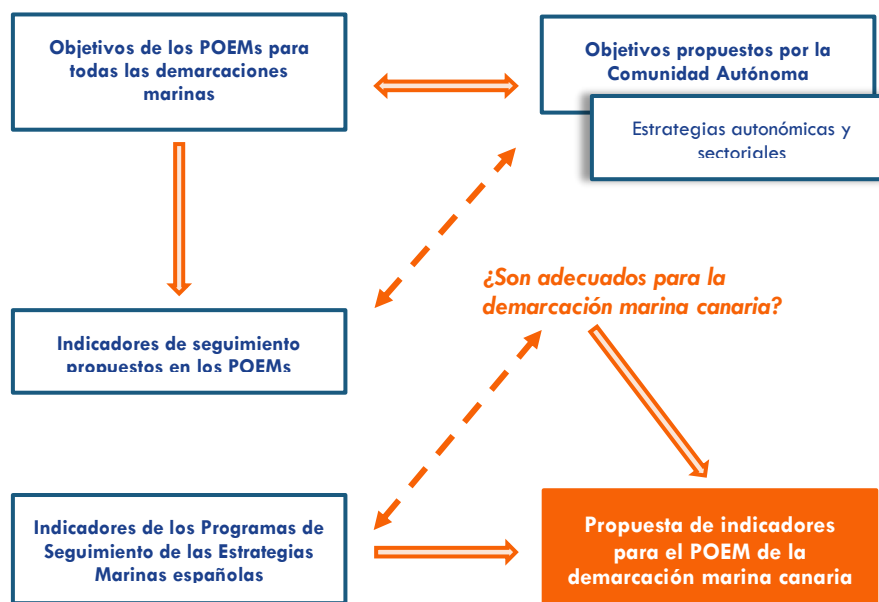 Objetivos de los POEMs para
todas las demarcaciones
marinas
Objetivos propuestos por la
Comunidad Autónoma
Estrategias autonómicas y
sectoriales
¿Son adecuados para la
demarcación marina canaria?
Indicadores de seguimiento
propuestos en los POEMs
Indicadores de los Programas de
Seguimiento de las Estrategias
Marinas españolas
Propuesta de indicadores
para el POEM de la
demarcación marina canaria